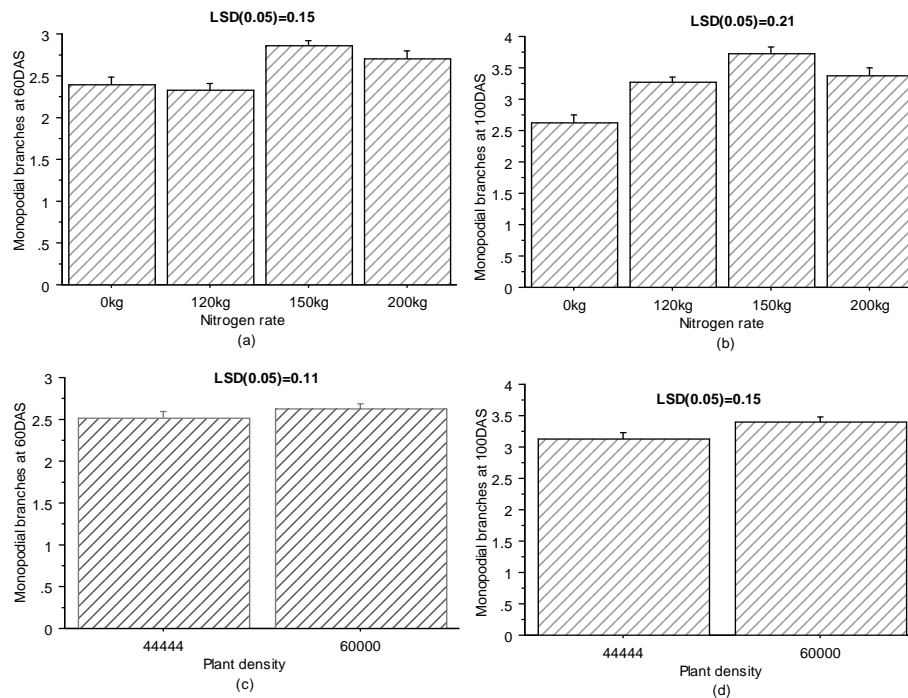 LSD(0.05)=0.15
Monopodial branches at 60DAS
3
2.5
2
1.5
1
.5
0
0kg 120kg 150kg 200kg
Nitrogen rate
(a)
LSD(0.05)=0.21
Monopodial branches at 100DAS
4
3.5
3
2.5
2
1.5
1
.5
0
0kg 120kg 150kg 200kg
Nitrogen rate
(b)
LSD(0.05)=0.11
Monopodial branches at 60DAS
3
2.5
2
1.5
1
.5
0
44444 60000
Plant density
(c)
LSD(0.05)=0.15
Monopodial branches at 100DAS
4
3.5
3
2.5
2
1.5
1
.5
0
44444 60000
Plant density
(d)